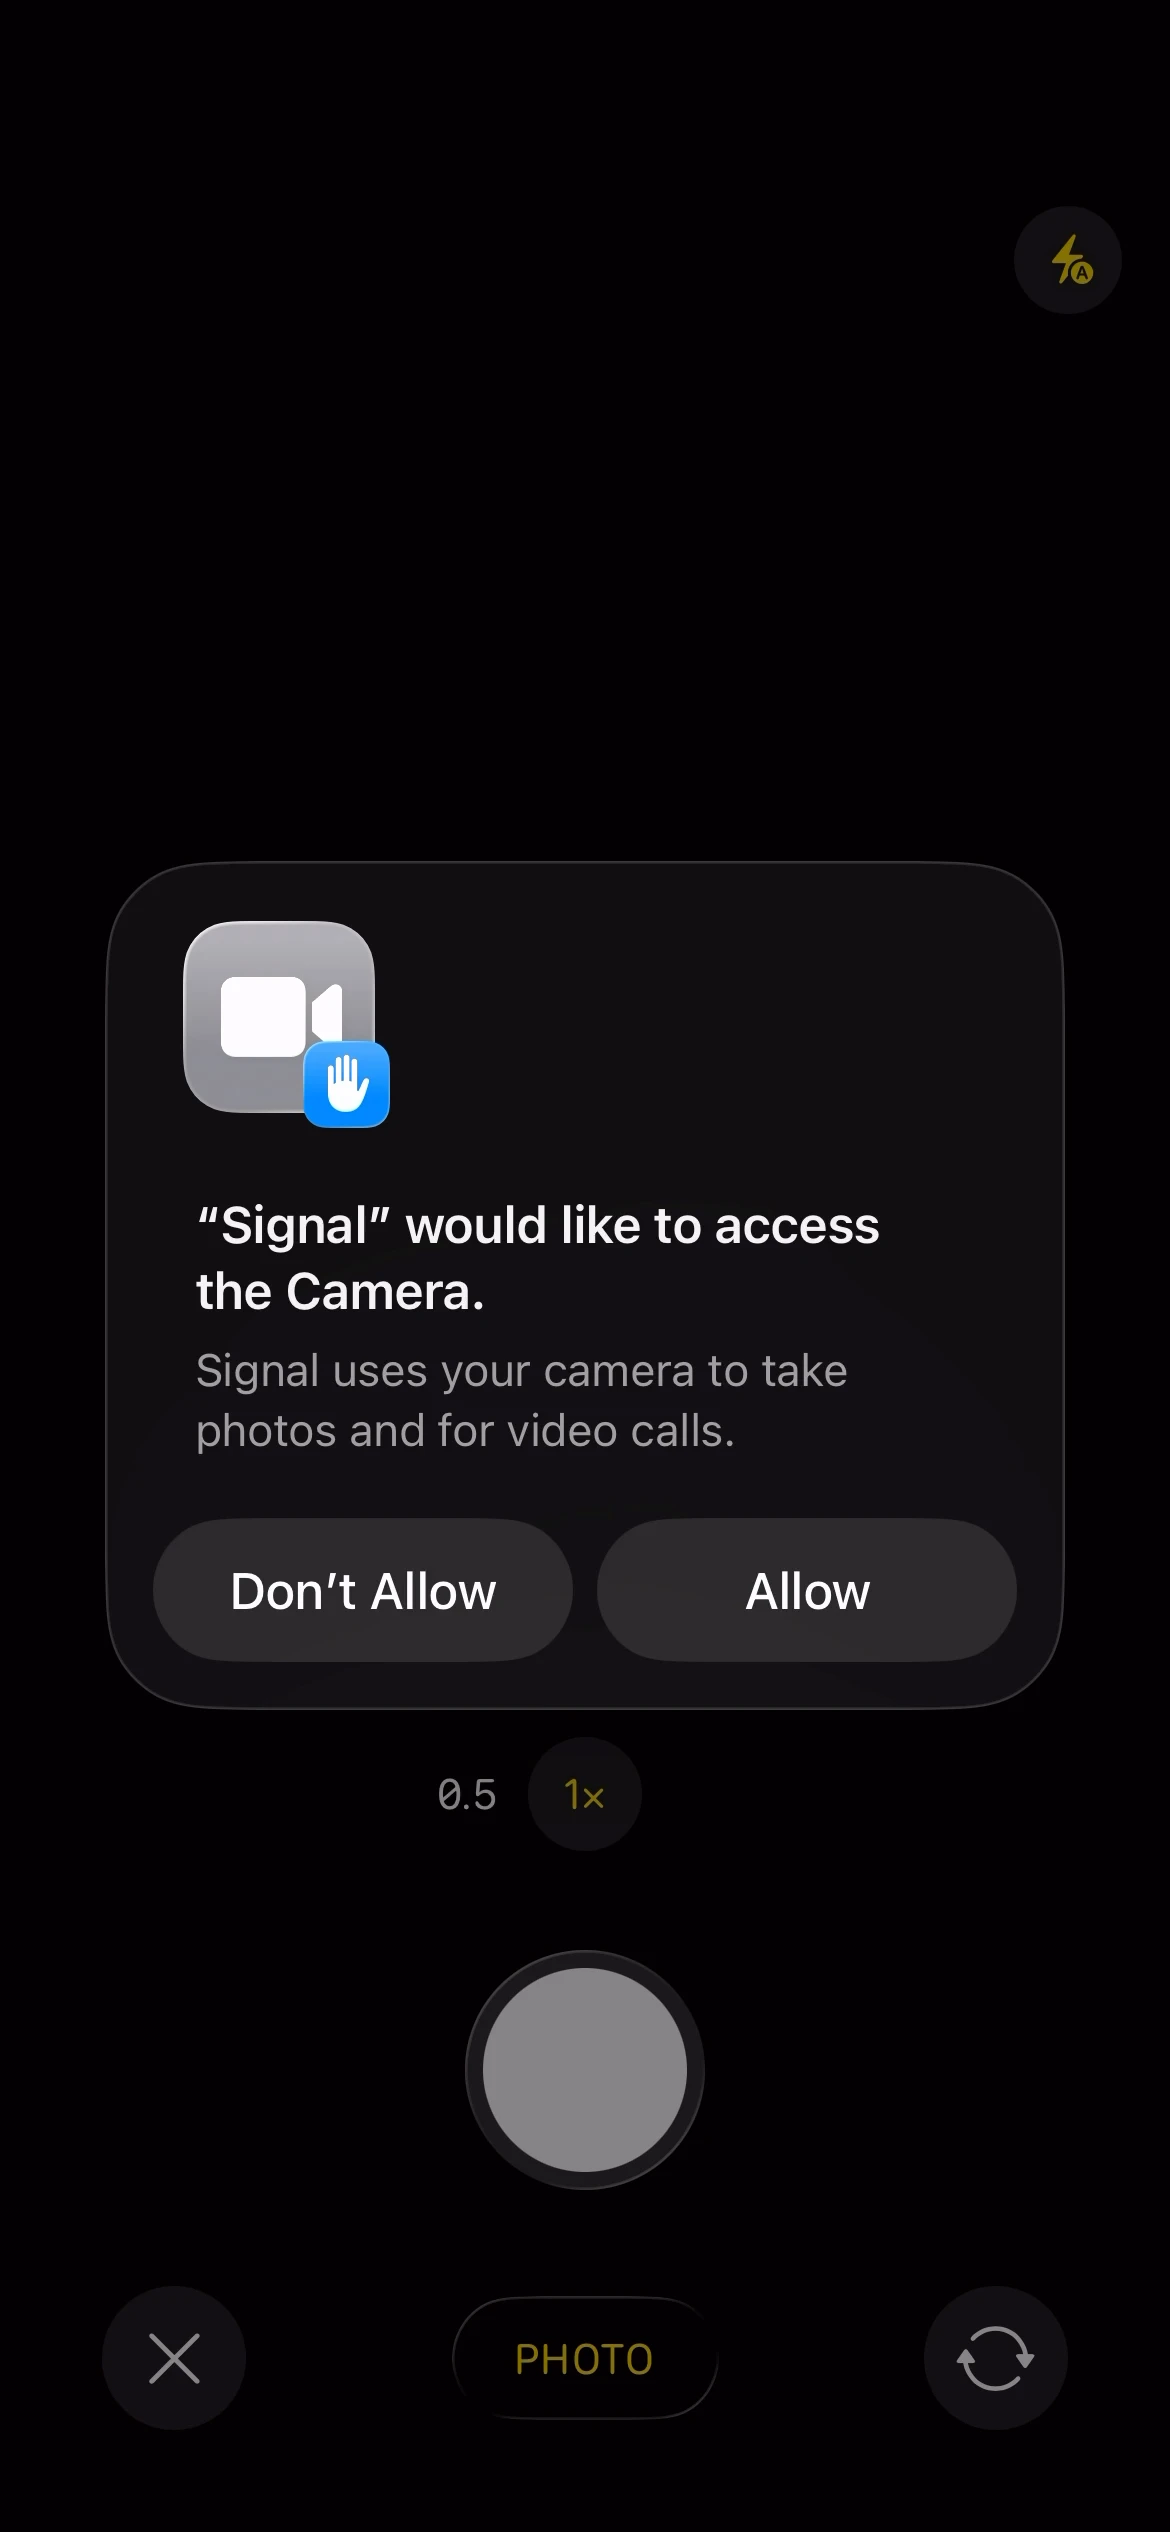 A
“Signal” would like to access
the Camera.
Signal uses your camera to take
photos and for video calls.
Don’t Allow
Allow
0.5
1×
PHOTO